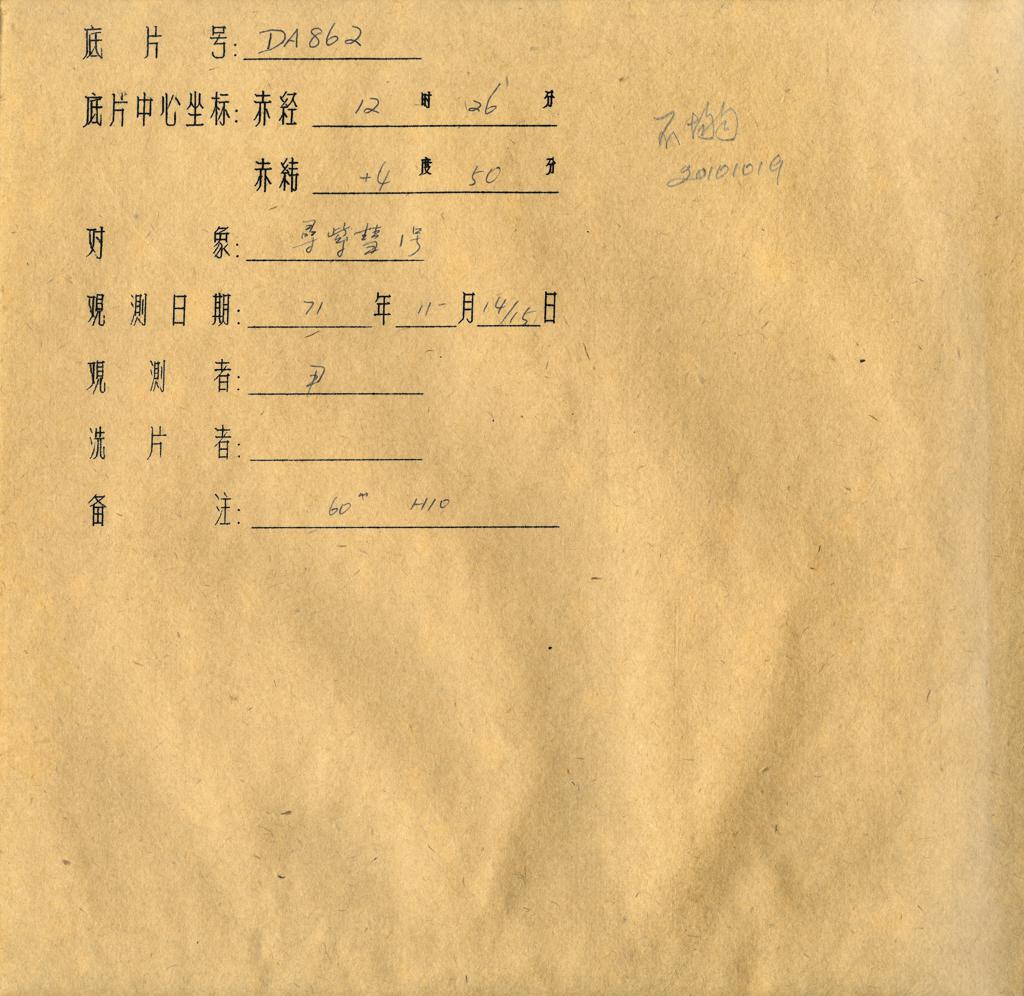 底片号: DA862
底片中心坐标: 赤经 12 时 26 分
赤纬 +4 度 50 分
对象: 寻紫彗1号
观测日期: 71 年 11 月 14/15 日
观测者: 尹
洗片者:
备注: 60ᵐ H10
20101019